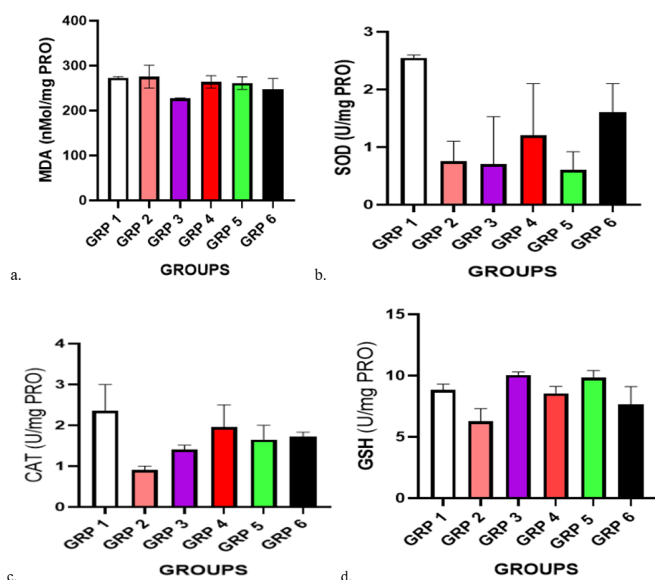 400
300
200
100
0
MDA (nMol/mg PRO)
GRP 1
GRP 2
GRP 3
GRP 4
GRP 5
GRP 6
GROUPS
a.
3
2
1
0
SOD (U/mg PRO)
GRP 1
GRP 2
GRP 3
GRP 4
GRP 5
GRP 6
GROUPS
b.
4
3
2
1
0
CAT (U/mg PRO)
GRP 1
GRP 2
GRP 3
GRP 4
GRP 5
GRP 6
GROUPS
c.
15
10
5
0
GSH (U/mg PRO)
GRP 1
GRP 2
GRP 3
GRP 4
GRP 5
GRP 6
GROUPS
d.